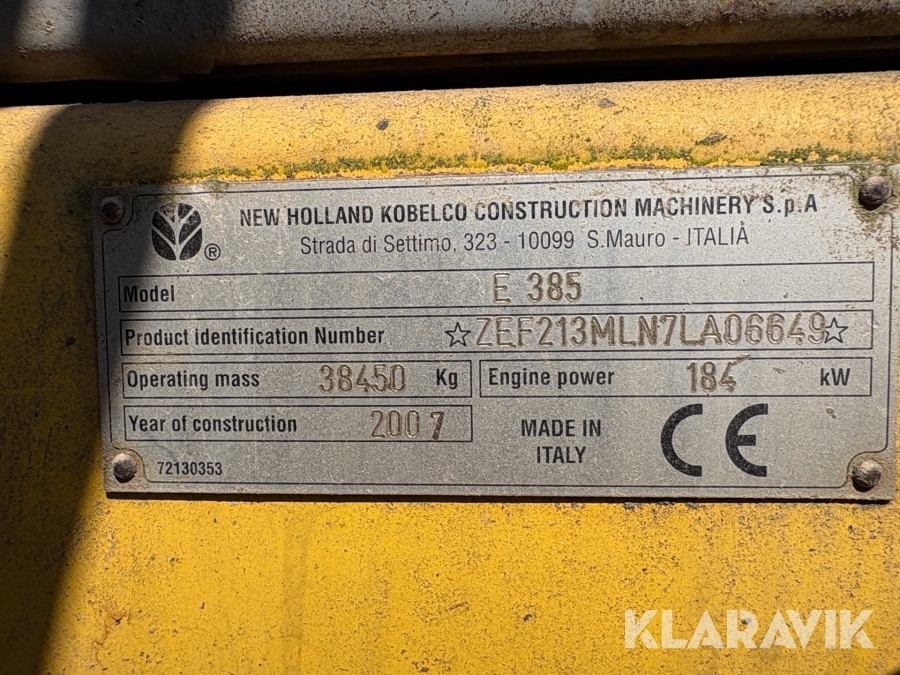 NEW HOLLAND KOBELCO CONSTRUCTION MACHINERY S.p.A
Strada di Settimo, 323 - 10099 S.Mauro - ITALIA
®
Model E 385
Product identification Number ☆ZEF213MLN7LA06649☆
Operating mass 38450 Kg Engine power 184 kW
Year of construction 2007 MADE IN ITALY CE
72130353
KLARAVIK